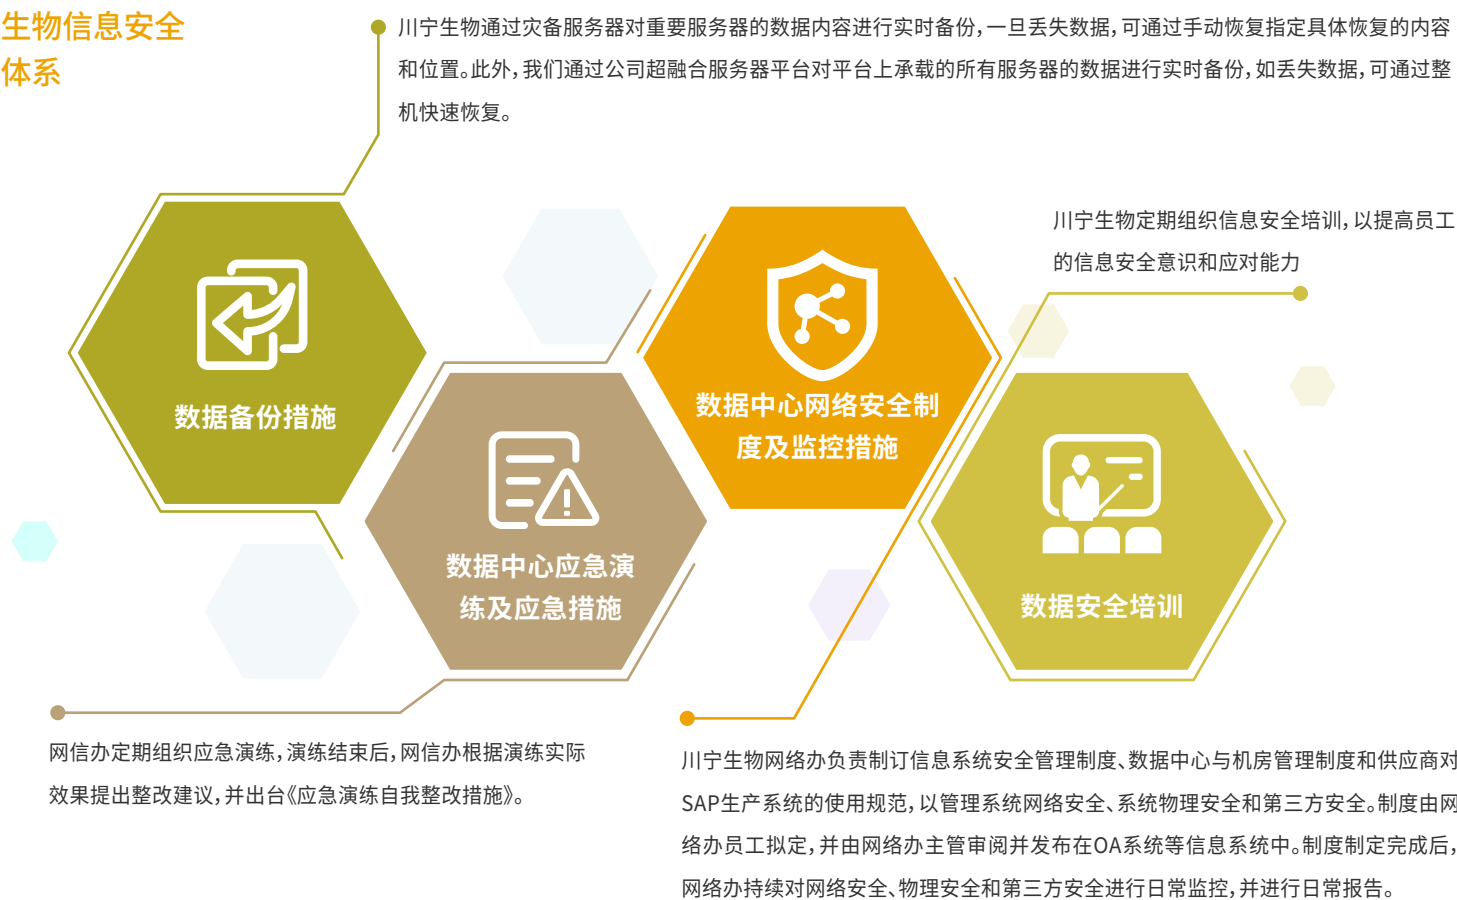 生物信息安全
体系
川宁生物通过灾备服务器对重要服务器的数据内容进行实时备份，一旦丢失数据，可通过手动恢复指定具体恢复的内容
和位置。此外，我们通过公司超融合服务器平台对平台上承载的所有服务器的数据进行实时备份，如丢失数据，可通过整
机快速恢复。
川宁生物定期组织信息安全培训，以提高员工
的信息安全意识和应对能力
数据备份措施
数据中心网络安全制
度及监控措施
数据中心应急演
练及应急措施
数据安全培训
网信办定期组织应急演练，演练结束后，网信办根据演练实际
效果提出整改建议，并出台《应急演练自我整改措施》。
川宁生物网络办负责制订信息系统安全管理制度、数据中心与机房管理制度和供应商对
SAP生产系统的使用规范，以管理系统网络安全、系统物理安全和第三方安全。制度由网
络办员工拟定，并由网络办主管审阅并发布在OA系统等信息系统中。制度制定完成后，
网络办持续对网络安全、物理安全和第三方安全进行日常监控，并进行日常报告。